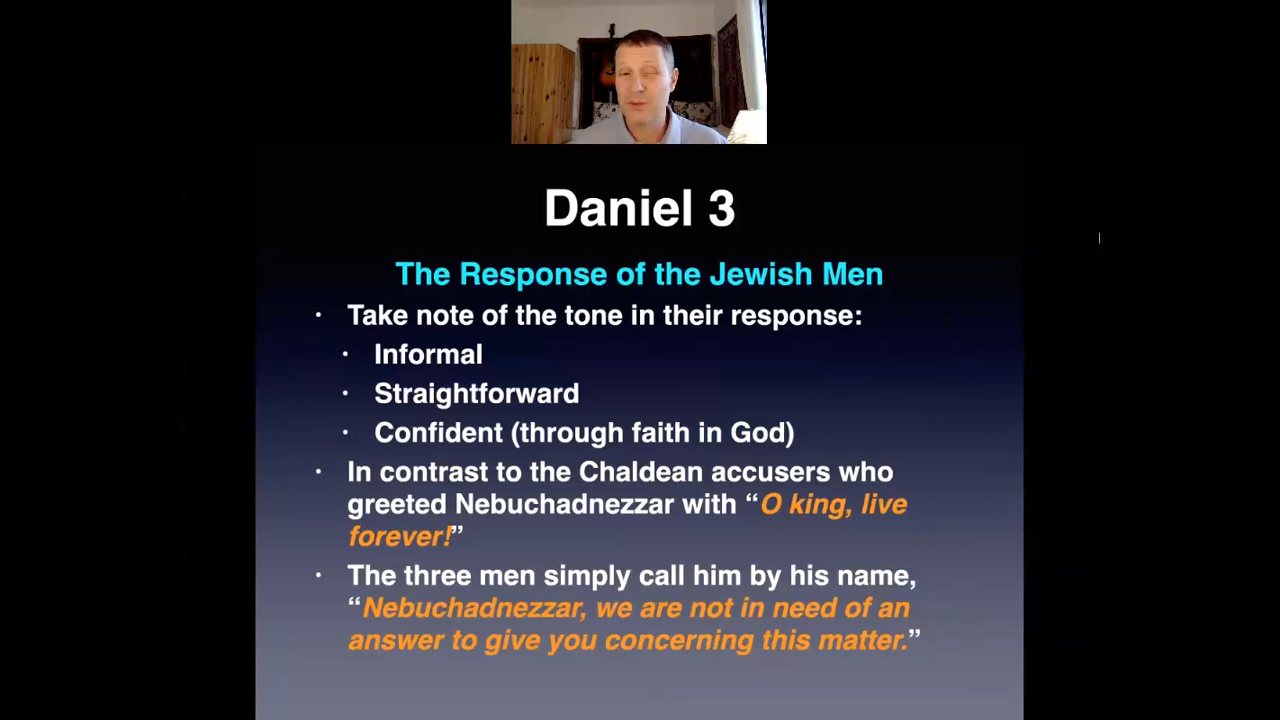 Daniel 3
The Response of the Jewish Men
· Take note of the tone in their response:
· Informal
· Straightforward
· Confident (through faith in God)
· In contrast to the Chaldean accusers who
greeted Nebuchadnezzar with “O king, live
forever!”
· The three men simply call him by his name,
“Nebuchadnezzar, we are not in need of an
answer to give you concerning this matter.”